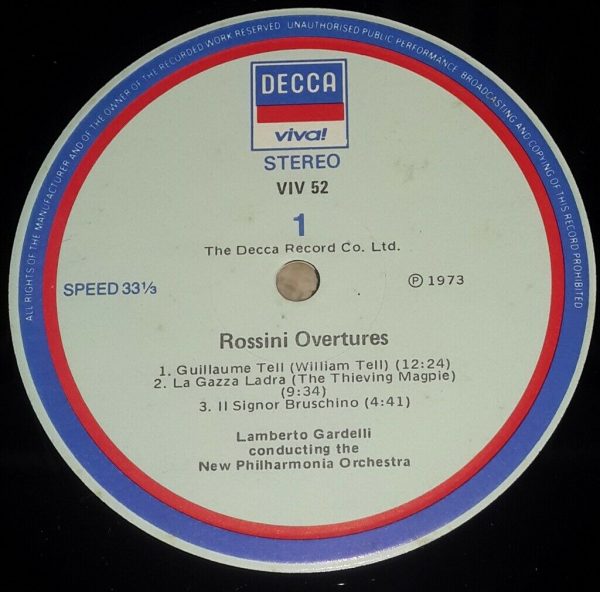 ALL RIGHTS OF THE MANUFACTURER AND OF THE OWNER OF THE RECORDED WORK RESERVED UNAUTHORISED PUBLIC PERFORMANCE BROADCASTING AND COPYING OF THIS RECORD PROHIBITED
DECCA
viva!
STEREO
VIV 52
1
The Decca Record Co. Ltd.
SPEED 33⅓
Ⓟ 1973
Rossini Overtures
1. Guillaume Tell (William Tell) (12:24)
2. La Gazza Ladra (The Thieving Magpie)
(9:34)
3. Il Signor Bruschino (4:41)
Lamberto Gardelli
conducting the
New Philharmonia Orchestra